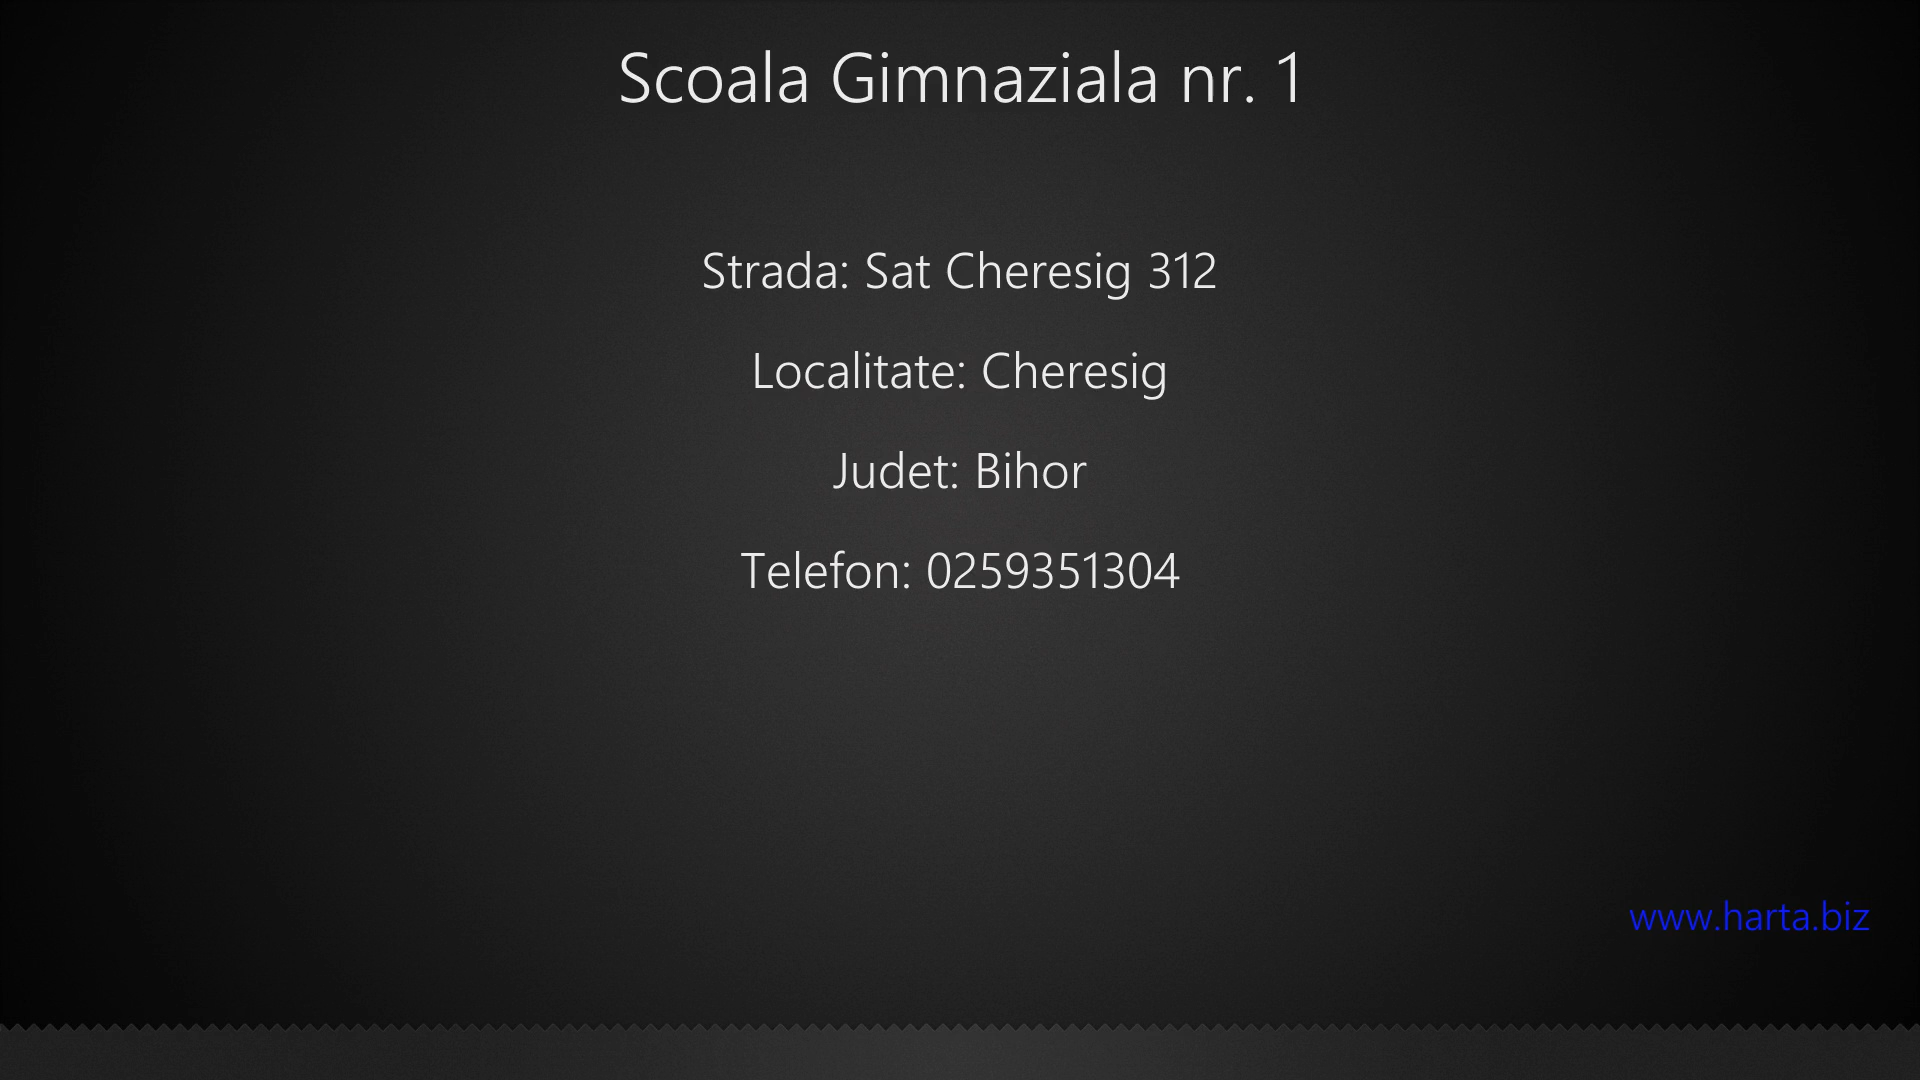 Scoala Gimnaziala nr. 1
Strada: Sat Cheresig 312
Localitate: Cheresig
Judet: Bihor
Telefon: 0259351304
www.harta.biz